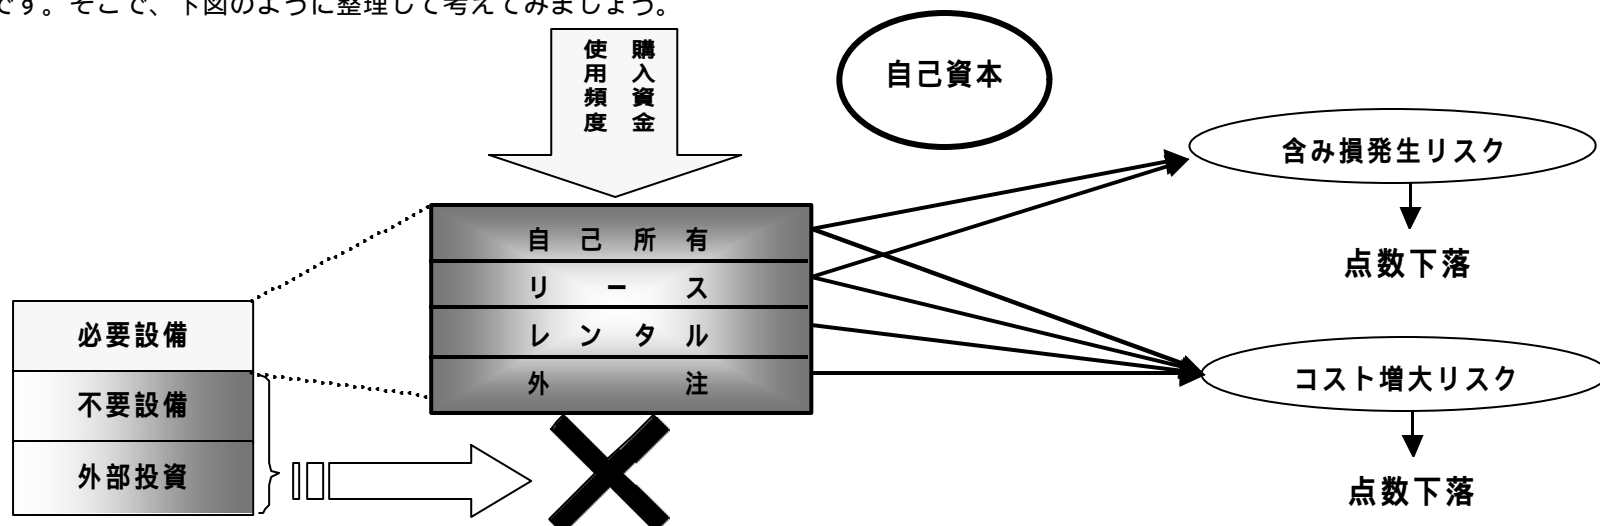 です。そこで、下図のように整理して考えてみましょう。
購入資金
使用頻度
自己資本
含み損発生リスク
点数下落
自己所有
リース
レンタル
外注
必要設備
不要設備
外部投資
コスト増大リスク
点数下落